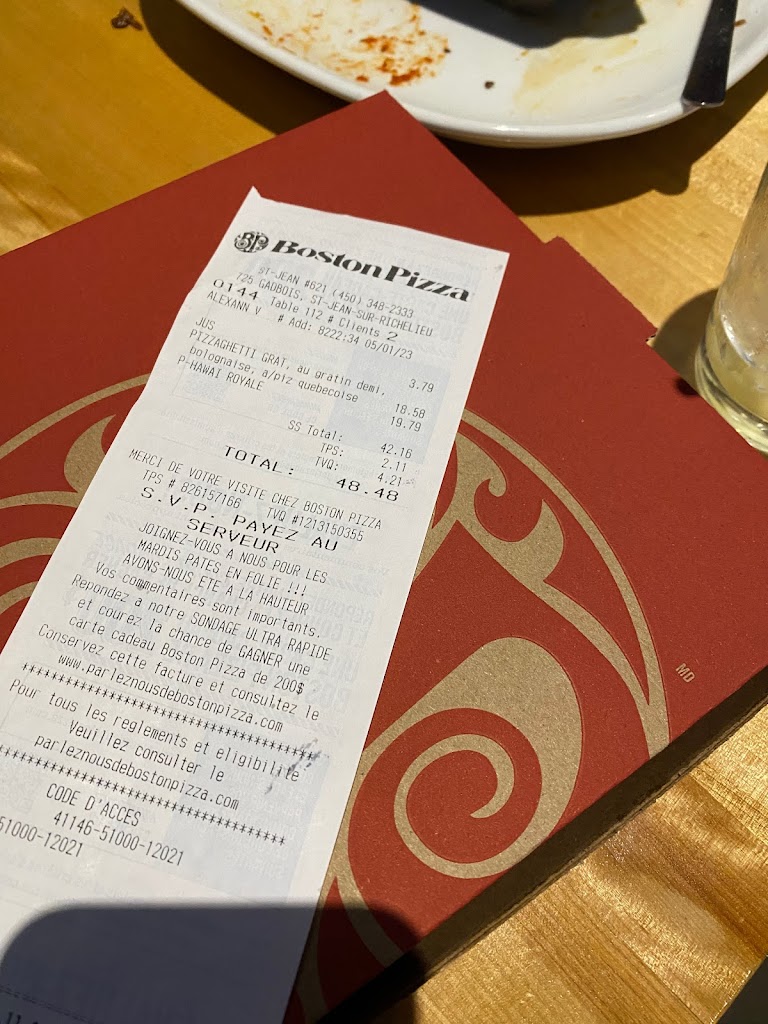 BP Boston Pizza
ST-JEAN #621 (450) 348-2333
725 GADBOIS, ST-JEAN-SUR-RICHELIEU
0144 Table 112 # Clients 2
ALEXANN V # Add: 8222:34 05/01/23
JUS 3.79
PIZZAGHETTI GRAT, au gratin demi,
bolognaise, a/piz quebecoise 18.58
P-HAWAI ROYALE 19.79
SS Total: 42.16
TPS: 2.11
TVQ: 4.21
TOTAL: 48.48
MERCI DE VOTRE VISITE CHEZ BOSTON PIZZA
TPS # 826157166 TVQ #1213150355
S.V.P. PAYEZ AU
SERVEUR
JOIGNEZ-VOUS A NOUS POUR LES
MARDIS PATES EN FOLIE !!!
AVONS-NOUS ETE A LA HAUTEUR
Vos commentaires sont importants.
Repondez a notre SONDAGE ULTRA RAPIDE
et courez la chance de GAGNER une
carte cadeau Boston Pizza de 200$
Conservez cette facture et consultez le
www.parleznousdebostonpizza.com
****************************************
Pour tous les reglements et eligibilite
Veuillez consulter le
parleznousdebostonpizza.com
****************************************
CODE D'ACCES
41146-51000-12021
51000-12021
MD